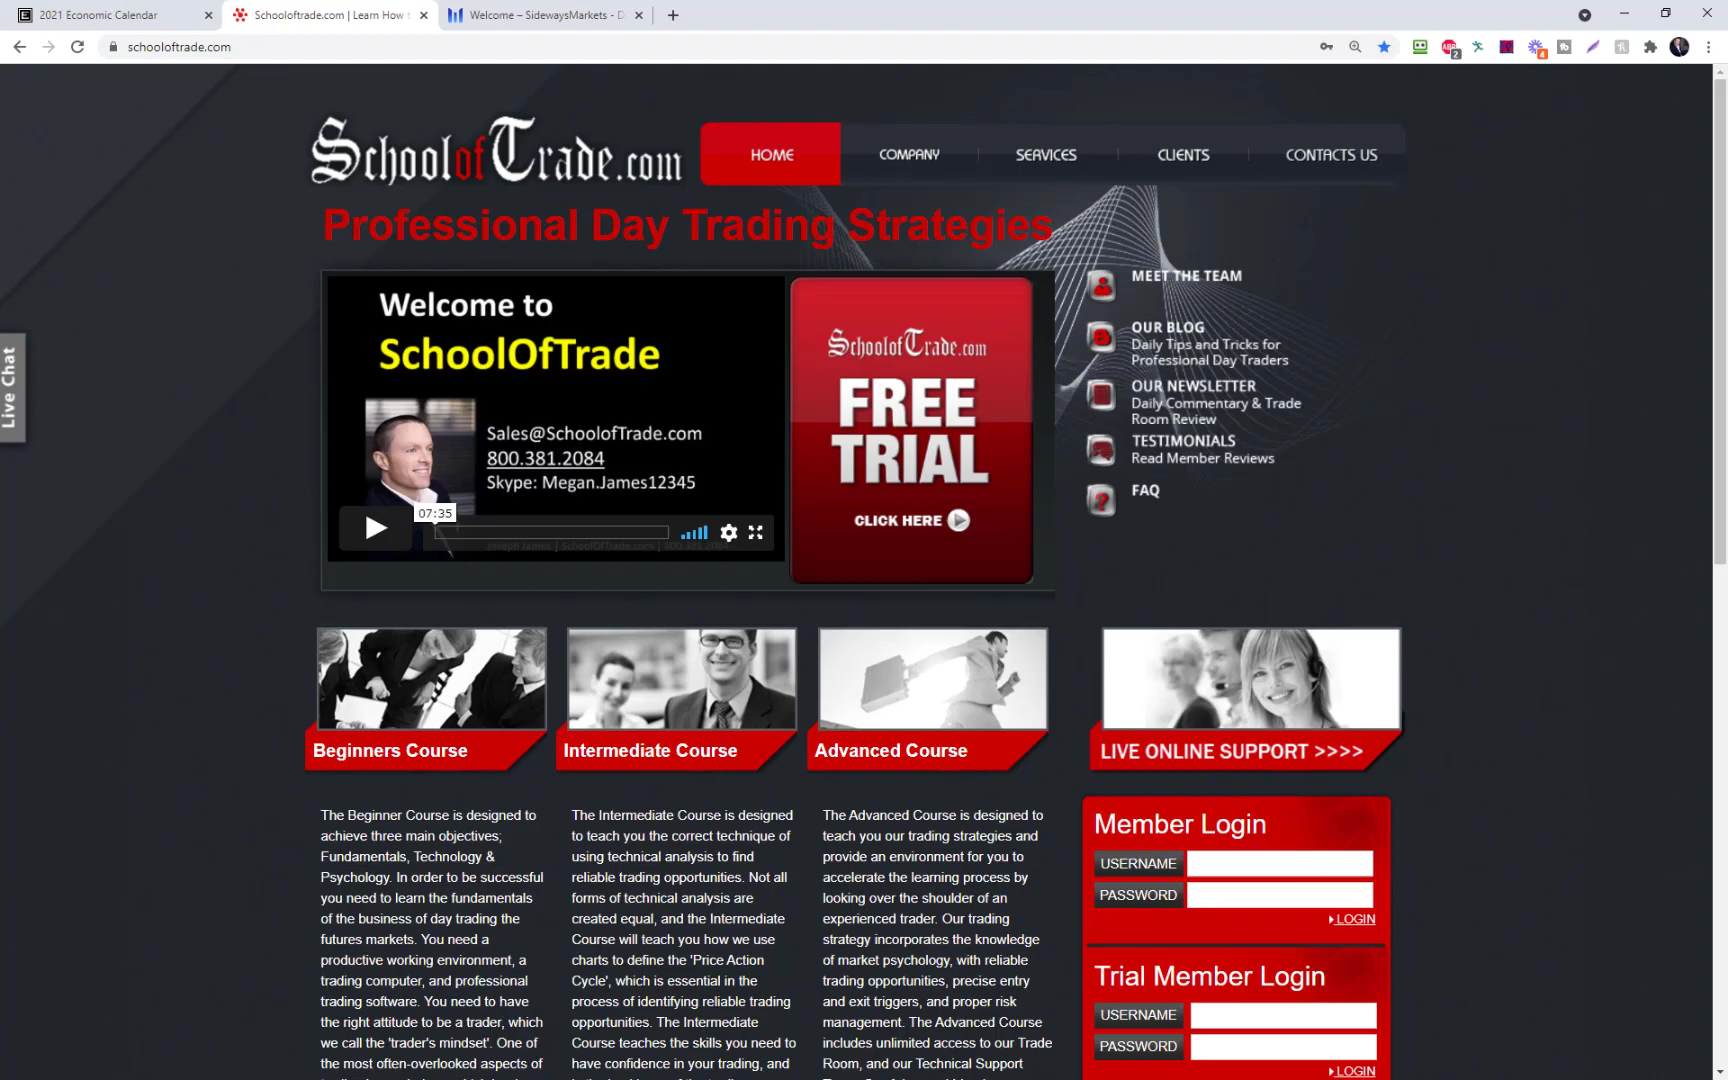 2021 Economic Calendar
Schooloftrade.com | Learn How t
Welcome – SidewaysMarkets - D
schooloftrade.com
ABP
2
4
SchoolofTrade.com
HOME
COMPANY
SERVICES
CLIENTS
CONTACTS US
Professional Day Trading Strategies
Live Chat
Welcome to
SchoolOfTrade
Sales@SchoolofTrade.com
800.381.2084
Skype: Megan.James12345
07:35
Joseph James | SchoolOfTrade.com | 800.381.2084
SchoolofTrade.com
FREE
TRIAL
CLICK HERE
MEET THE TEAM
OUR BLOG
Daily Tips and Tricks for
Professional Day Traders
OUR NEWSLETTER
Daily Commentary & Trade
Room Review
TESTIMONIALS
Read Member Reviews
FAQ
Beginners Course
Intermediate Course
Advanced Course
LIVE ONLINE SUPPORT >>>>
The Beginner Course is designed to
achieve three main objectives;
Fundamentals, Technology &
Psychology. In order to be successful
you need to learn the fundamentals
of the business of day trading the
futures markets. You need a
productive working environment, a
trading computer, and professional
trading software. You need to have
the right attitude to be a trader, which
we call the 'trader's mindset'. One of
the most often-overlooked aspects of
The Intermediate Course is designed
to teach you the correct technique of
using technical analysis to find
reliable trading opportunities. Not all
forms of technical analysis are
created equal, and the Intermediate
Course will teach you how we use
charts to define the 'Price Action
Cycle', which is essential in the
process of identifying reliable trading
opportunities. The Intermediate
Course teaches the skills you need to
have confidence in your trading, and
The Advanced Course is designed to
teach you our trading strategies and
provide an environment for you to
accelerate the learning process by
looking over the shoulder of an
experienced trader. Our trading
strategy incorporates the knowledge
of market psychology, with reliable
trading opportunities, precise entry
and exit triggers, and proper risk
management. The Advanced Course
includes unlimited access to our Trade
Room, and our Technical Support
Member Login
USERNAME
PASSWORD
LOGIN
Trial Member Login
USERNAME
PASSWORD
LOGIN